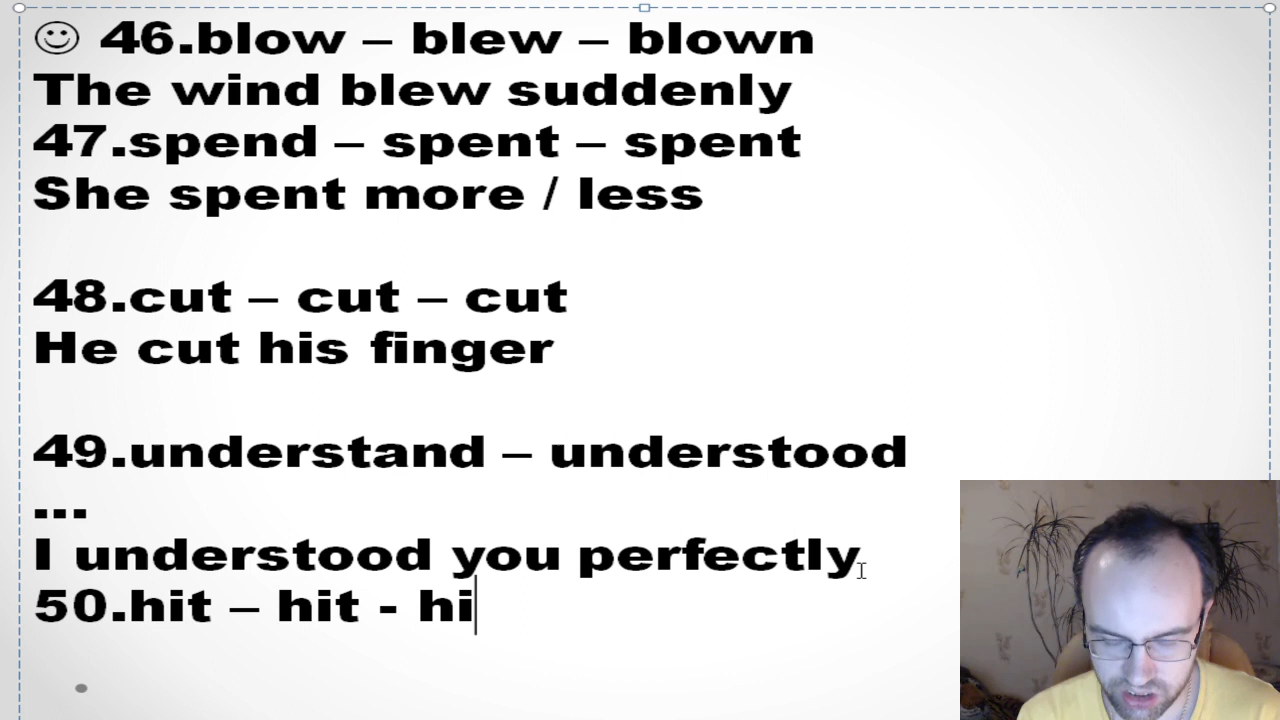 ☺ 46.blow – blew – blown
The wind blew suddenly
47.spend – spent – spent
She spent more / less
48.cut – cut – cut
He cut his finger
49.understand – understood
...
I understood you perfectly
50.hit – hit - hi